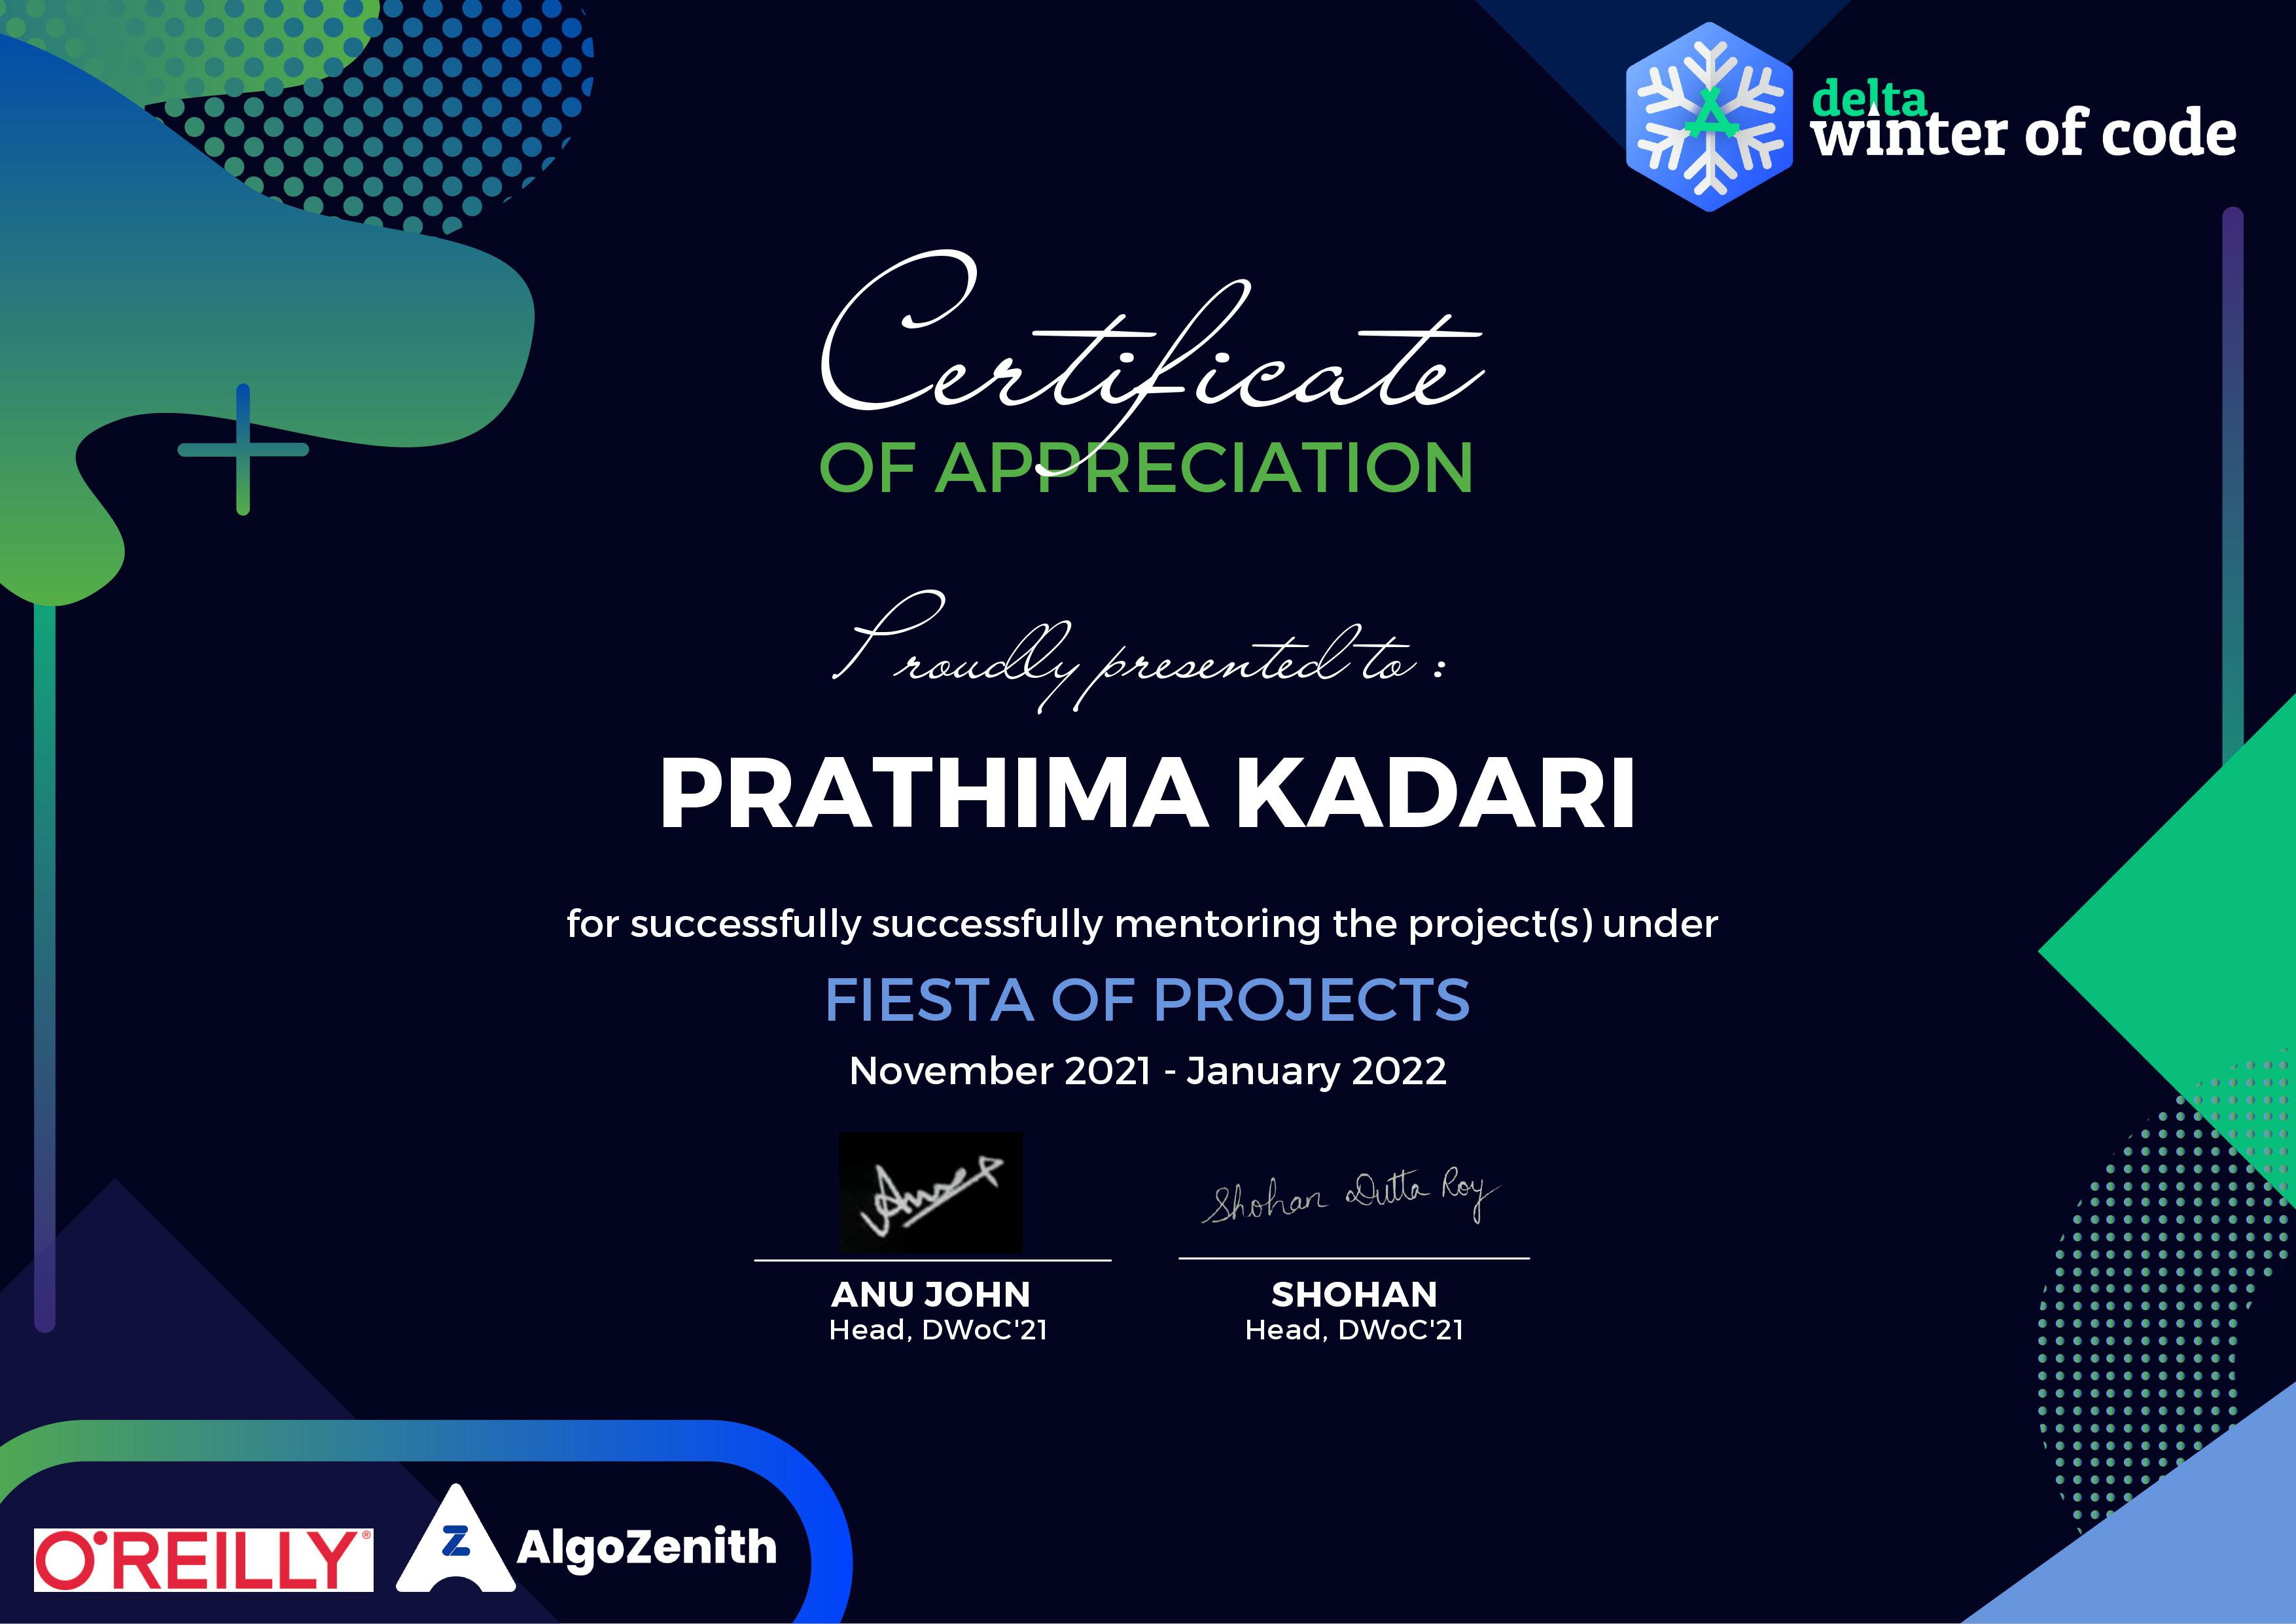 delta
winter of code
Certificate
OF APPRECIATION
Proudly presented to :
PRATHIMA KADARI
for successfully successfully mentoring the project(s) under
FIESTA OF PROJECTS
November 2021 - January 2022
Shohan Dutta Roy
ANU JOHN
Head, DWoC'21
SHOHAN
Head, DWoC'21
O'REILLY®
AlgoZenith